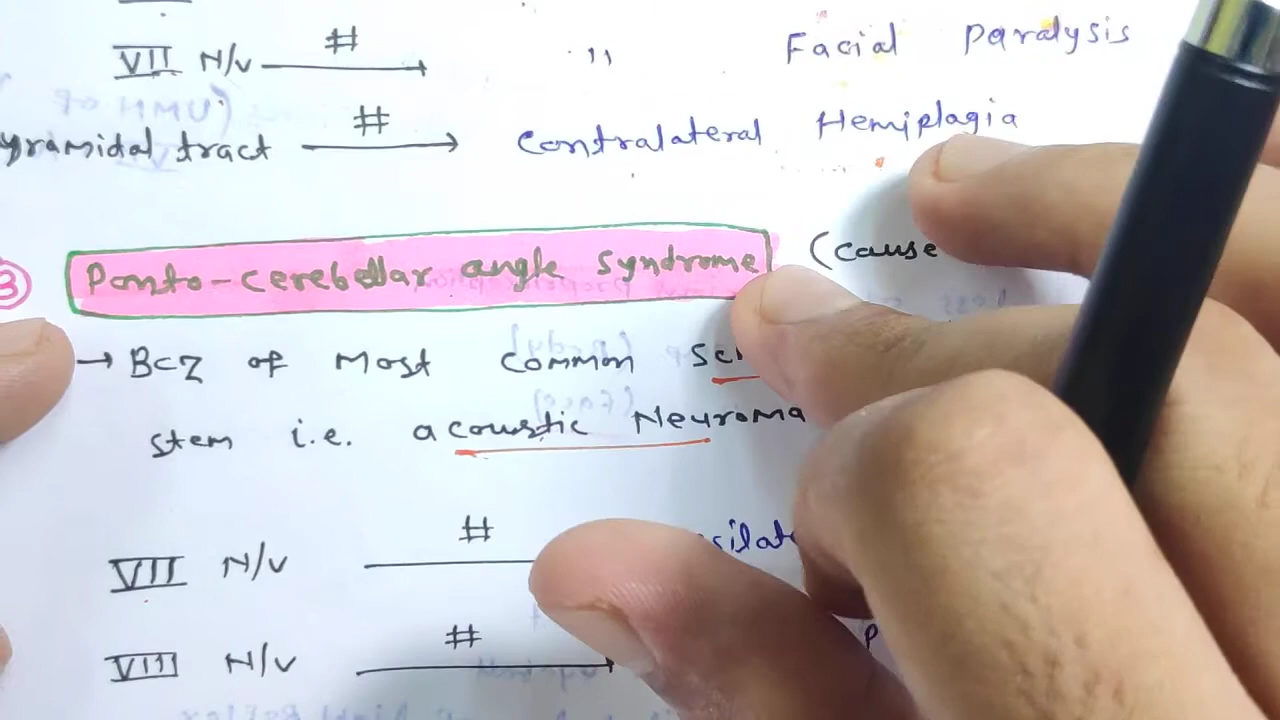 VII N/V # → " Facial Paralysis
yramidal tract # → Contralateral Hemiplagia
3 Ponto-cerebellar angle Syndrome (cause
→ BCZ of Most common
stem i.e. acoustic Neuroma
VII N/V #
VIII N/V # →